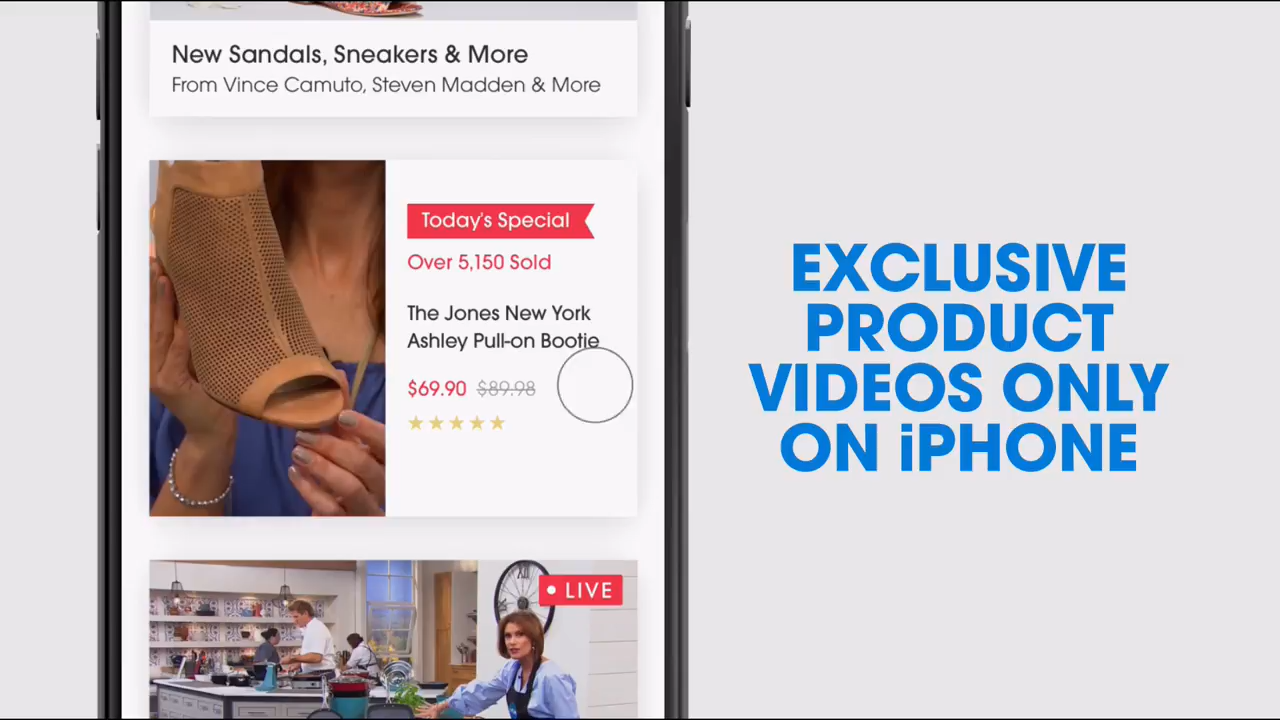 New Sandals, Sneakers & More
From Vince Camuto, Steven Madden & More
Today's Special
Over 5,150 Sold
The Jones New York
Ashley Pull-on Bootie
$69.90 $89.98
LIVE
EXCLUSIVE
PRODUCT
VIDEOS ONLY
ON iPHONE